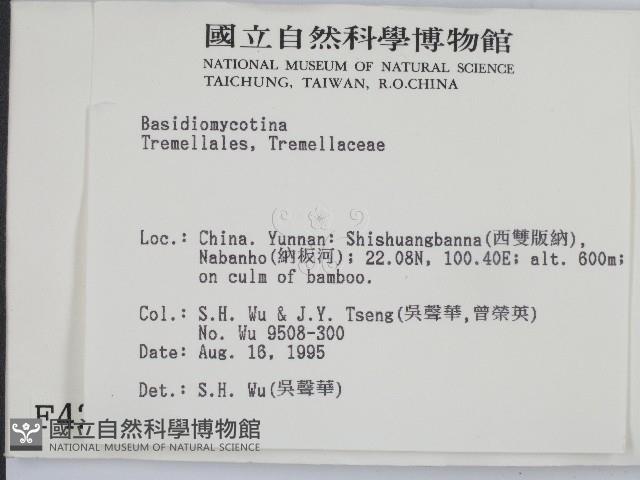 國立自然科學博物館
NATIONAL MUSEUM OF NATURAL SCIENCE
TAICHUNG, TAIWAN, R.O.CHINA
Basidiomycotina
Tremellales, Tremellaceae
Loc.: China. Yunnan: Shishuangbanna(西雙版納),
Nabanho(納板河); 22.08N, 100.40E; alt. 600m;
on culm of bamboo.
Col.: S.H. Wu & J.Y. Tseng(吳聲華,曾榮英)
No. Wu 9508-300
Date: Aug. 16, 1995
Det.: S.H. Wu(吳聲華)
國立自然科學博物館
NATIONAL MUSEUM OF NATURAL SCIENCE